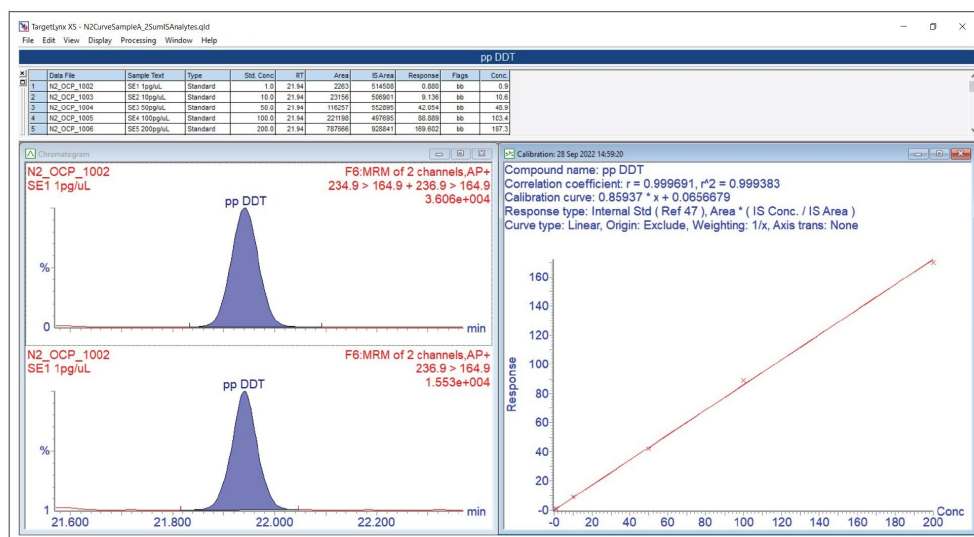 TargetLynx XS - N2CurveSampleA_2SumISAnalytes.qld
File Edit View Display Processing Window Help
pp DDT
Data File Sample Text Type Std. Conc RT Area IS Area Response Flags Conc.
1 N2_OCP_1002 SE1 1pg/uL Standard 1.0 21.94 2263 514508 0.880 bb 0.9
2 N2_OCP_1003 SE2 10pg/uL Standard 10.0 21.94 23156 506901 9.136 bb 10.6
3 N2_OCP_1004 SE3 50pg/uL Standard 50.0 21.94 116257 552895 42.054 bb 48.9
4 N2_OCP_1005 SE4 100pg/uL Standard 100.0 21.94 221198 497695 88.889 bb 103.4
5 N2_OCP_1006 SE5 200pg/uL Standard 200.0 21.94 787666 928841 169.602 bb 197.3
Chromatogram
N2_OCP_1002
SE1 1pg/uL
F6:MRM of 2 channels,AP+
234.9 > 164.9 + 236.9 > 164.9
3.606e+004
pp DDT
%
0
min
N2_OCP_1002
SE1 1pg/uL
F6:MRM of 2 channels,AP+
236.9 > 164.9
1.553e+004
pp DDT
%
1
min
21.600 21.800 22.000 22.200
Calibration: 28 Sep 2022 14:59:20
Compound name: pp DDT
Correlation coefficient: r = 0.999691, r^2 = 0.999383
Calibration curve: 0.85937 * x + 0.0656679
Response type: Internal Std ( Ref 47 ), Area * ( IS Conc. / IS Area )
Curve type: Linear, Origin: Exclude, Weighting: 1/x, Axis trans: None
Response
160
140
120
100
80
60
40
20
-0
Conc
-0 20 40 60 80 100 120 140 160 180 200